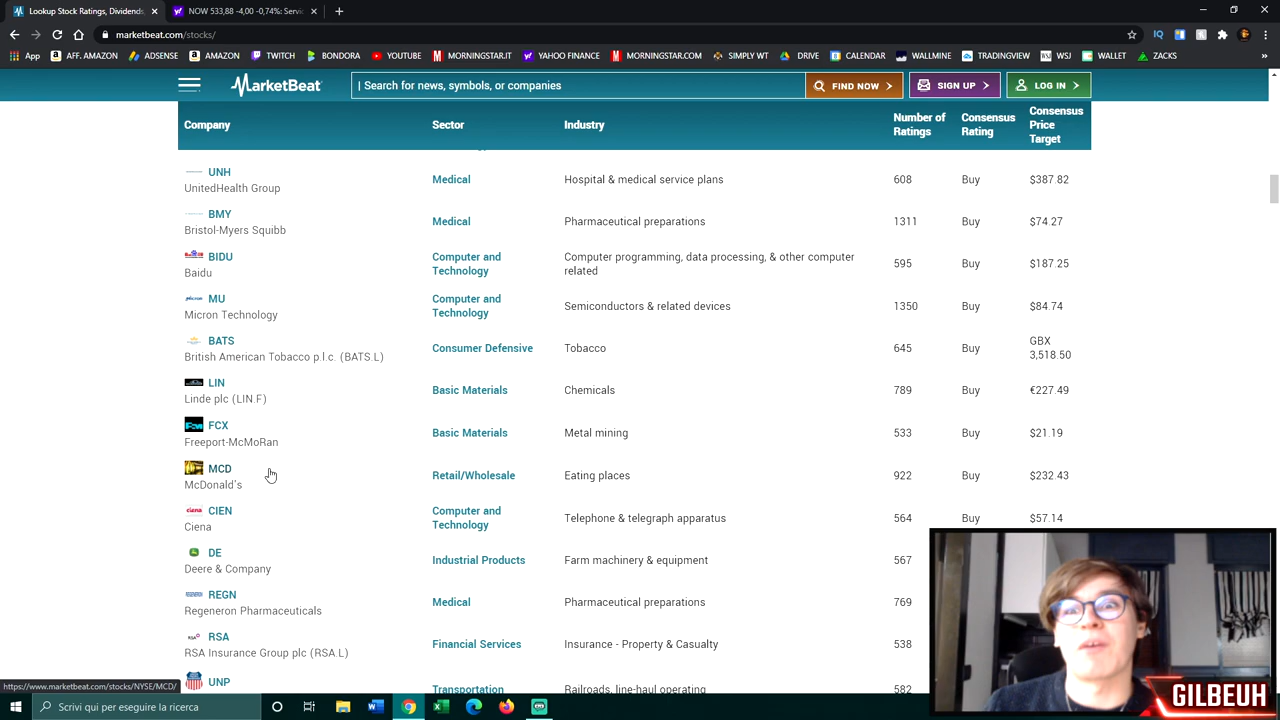 Lookup Stock Ratings, Dividends,
NOW 533,88 -4,00 -0,74%: Servic
marketbeat.com/stocks/
App AFF. AMAZON ADSENSE AMAZON TWITCH BONDORA YOUTUBE MORNINGSTAR.IT YAHOO FINANCE MORNINGSTAR.COM SIMPLY WT DRIVE CALENDAR WALLMINE TRADINGVIEW WSJ WALLET ZACKS
MarketBeat Search for news, symbols, or companies FIND NOW SIGN UP LOG IN
Company Sector Industry Number of Ratings Consensus Rating Consensus Price Target
UNH
UnitedHealth Group
Medical
Hospital & medical service plans
608
Buy
$387.82
BMY
Bristol-Myers Squibb
Medical
Pharmaceutical preparations
1311
Buy
$74.27
BIDU
Baidu
Computer and
Technology
Computer programming, data processing, & other computer
related
595
Buy
$187.25
MU
Micron Technology
Computer and
Technology
Semiconductors & related devices
1350
Buy
$84.74
BATS
British American Tobacco p.l.c. (BATS.L)
Consumer Defensive
Tobacco
645
Buy
GBX
3,518.50
LIN
Linde plc (LIN.F)
Basic Materials
Chemicals
789
Buy
€227.49
FCX
Freeport-McMoRan
Basic Materials
Metal mining
533
Buy
$21.19
MCD
McDonald's
Retail/Wholesale
Eating places
922
Buy
$232.43
CIEN
Ciena
Computer and
Technology
Telephone & telegraph apparatus
564
Buy
$57.14
DE
Deere & Company
Industrial Products
Farm machinery & equipment
567
REGN
Regeneron Pharmaceuticals
Medical
Pharmaceutical preparations
769
RSA
RSA Insurance Group plc (RSA.L)
Financial Services
Insurance - Property & Casualty
538
UNP
Transportation
Railroads, line-haul operating
582
https://www.marketbeat.com/stocks/NYSE/MCD/
Scrivi qui per eseguire la ricerca
GILBEUH